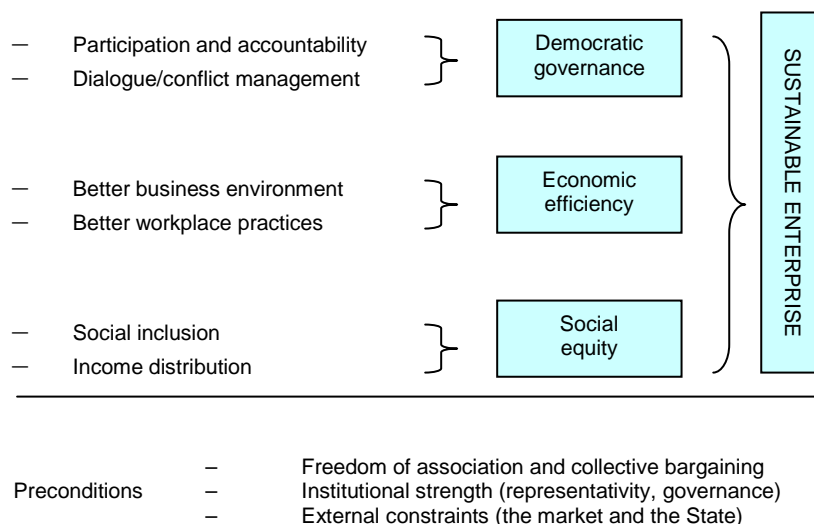 — Participation and accountability
— Dialogue/conflict management
Democratic
governance
— Better business environment
— Better workplace practices
Economic
efficiency
— Social inclusion
— Income distribution
Social
equity
SUSTAINABLE ENTERPRISE
Preconditions
– Freedom of association and collective bargaining
– Institutional strength (representativity, governance)
– External constraints (the market and the State)